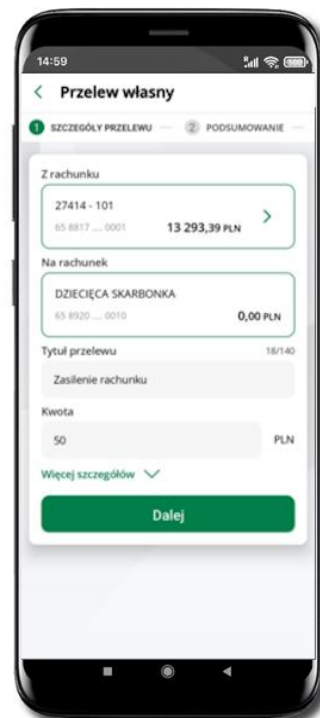 14:59
Przelew własny
1 SZCZEGÓŁY PRZELEWU 2 PODSUMOWANIE
Z rachunku
27414 - 101
65 8817 .... 0001 13 293,39 PLN
Na rachunek
DZIECIĘCA SKARBONKA
65 8920 .... 0010 0,00 PLN
Tytuł przelewu 18/140
Zasilenie rachunku
Kwota
50 PLN
Więcej szczegółów
Dalej